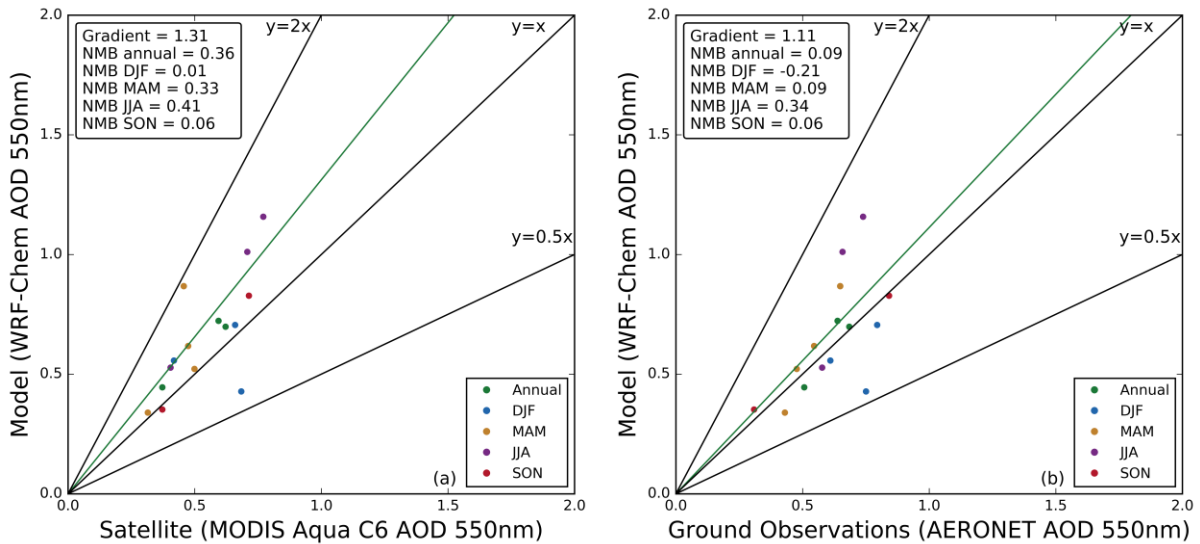 2.0
1.5
1.0
0.5
0.0
Model (WRF-Chem AOD 550nm)
Gradient = 1.31
NMB annual = 0.36
NMB DJF = 0.01
NMB MAM = 0.33
NMB JJA = 0.41
NMB SON = 0.06
y=2x
y=x
y=0.5x
Annual
DJF
MAM
JJA
SON
(a)
0.0 0.5 1.0 1.5 2.0
Satellite (MODIS Aqua C6 AOD 550nm)
2.0
1.5
1.0
0.5
0.0
Model (WRF-Chem AOD 550nm)
Gradient = 1.11
NMB annual = 0.09
NMB DJF = -0.21
NMB MAM = 0.09
NMB JJA = 0.34
NMB SON = 0.06
y=2x
y=x
y=0.5x
Annual
DJF
MAM
JJA
SON
(b)
0.0 0.5 1.0 1.5 2.0
Ground Observations (AERONET AOD 550nm)